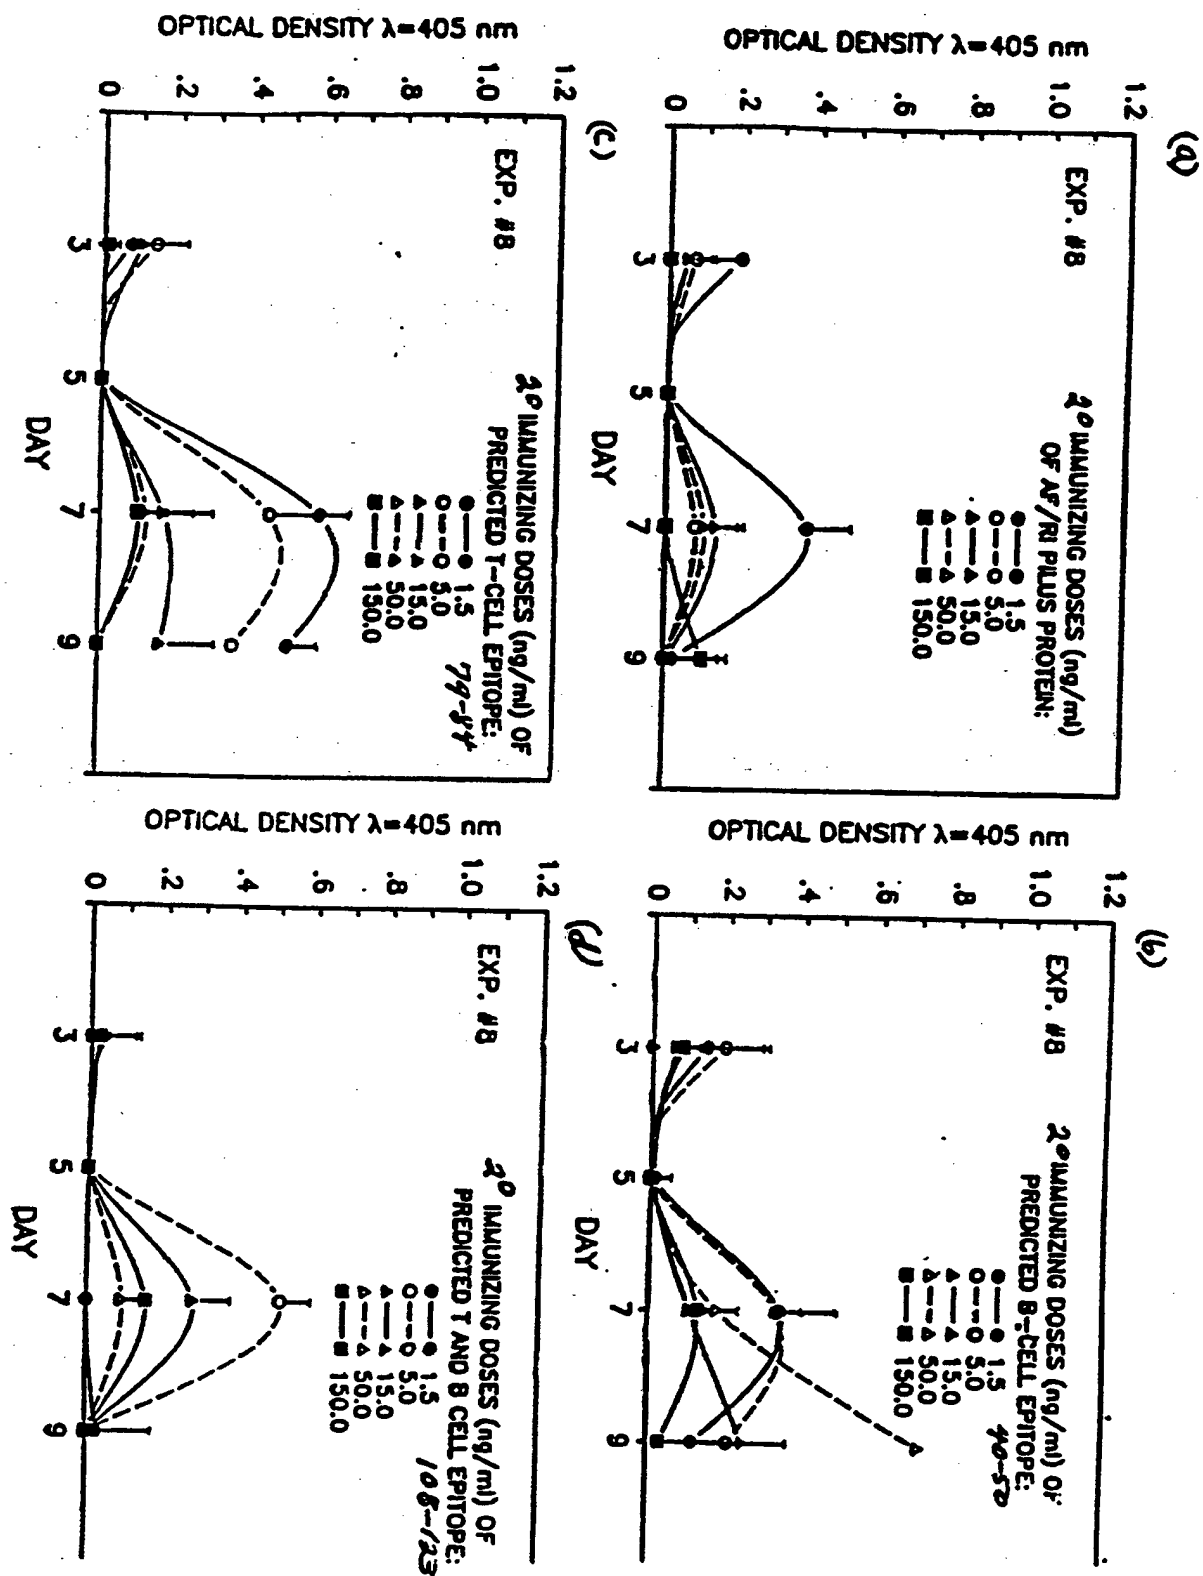 (a)
OPTICAL DENSITY λ=405 nm
1.2
1.0
.8
.6
.4
.2
0
EXP. #8
2° IMMUNIZING DOSES (ng/ml)
OF AF/RI PILUS PROTEIN:
1.5
5.0
15.0
50.0
150.0
3 5 7 9
DAY
(b)
OPTICAL DENSITY λ=405 nm
1.2
1.0
.8
.6
.4
.2
0
EXP. #8
2° IMMUNIZING DOSES (ng/ml) OF
PREDICTED B-CELL EPITOPE:
40-50
1.5
5.0
15.0
50.0
150.0
3 5 7 9
DAY
(c)
OPTICAL DENSITY λ=405 nm
1.2
1.0
.8
.6
.4
.2
0
EXP. #8
2° IMMUNIZING DOSES (ng/ml) OF
PREDICTED T-CELL EPITOPE:
79-84
1.5
5.0
15.0
50.0
150.0
3 5 7 9
DAY
(d)
OPTICAL DENSITY λ=405 nm
1.2
1.0
.8
.6
.4
.2
0
EXP. #8
2° IMMUNIZING DOSES (ng/ml) OF
PREDICTED T AND B CELL EPITOPE:
108-123
1.5
5.0
15.0
50.0
150.0
3 5 7 9
DAY